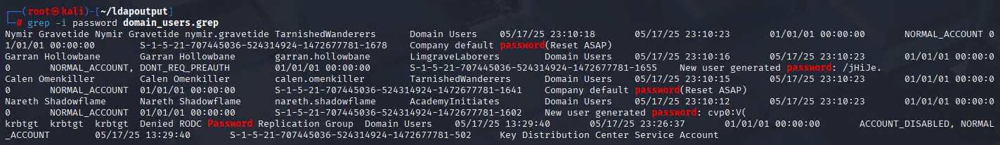 ┌──(root㉿kali)-[~/ldapoutput]
└─# grep -i password domain_users.grep
Nymir Gravetide Nymir Gravetide nymir.gravetide TarnishedWanderers Domain Users 05/17/25 23:10:18 05/17/25 23:10:23 01/01/01 00:00:00 NORMAL_ACCOUNT 0
1/01/01 00:00:00 S-1-5-21-707445036-524314924-1472677781-1678 Company default password(Reset ASAP)
Garran Hollowbane Garran Hollowbane garran.hollowbane LimgraveLaborers Domain Users 05/17/25 23:10:16 05/17/25 23:10:23 01/01/01 00:00:0
0 NORMAL_ACCOUNT, DONT_REQ_PREAUTH 01/01/01 00:00:00 S-1-5-21-707445036-524314924-1472677781-1655 New user generated password: /jHiJe.
Calen Omenkiller Calen Omenkiller calen.omenkiller TarnishedWanderers Domain Users 05/17/25 23:10:15 05/17/25 23:10:23 01/01/01 00:00:0
0 NORMAL_ACCOUNT 01/01/01 00:00:00 S-1-5-21-707445036-524314924-1472677781-1641 Company default password(Reset ASAP)
Nareth Shadowflame Nareth Shadowflame nareth.shadowflame AcademyInitiates Domain Users 05/17/25 23:10:12 05/17/25 23:10:23 01/01/01 00:00:0
0 NORMAL_ACCOUNT 01/01/01 00:00:00 S-1-5-21-707445036-524314924-1472677781-1602 New user generated password: cvp0:V(
krbtgt krbtgt krbtgt Denied RODC Password Replication Group Domain Users 05/17/25 13:29:40 05/17/25 23:26:37 01/01/01 00:00:00 ACCOUNT_DISABLED, NORMAL
_ACCOUNT 05/17/25 13:29:40 S-1-5-21-707445036-524314924-1472677781-502 Key Distribution Center Service Account